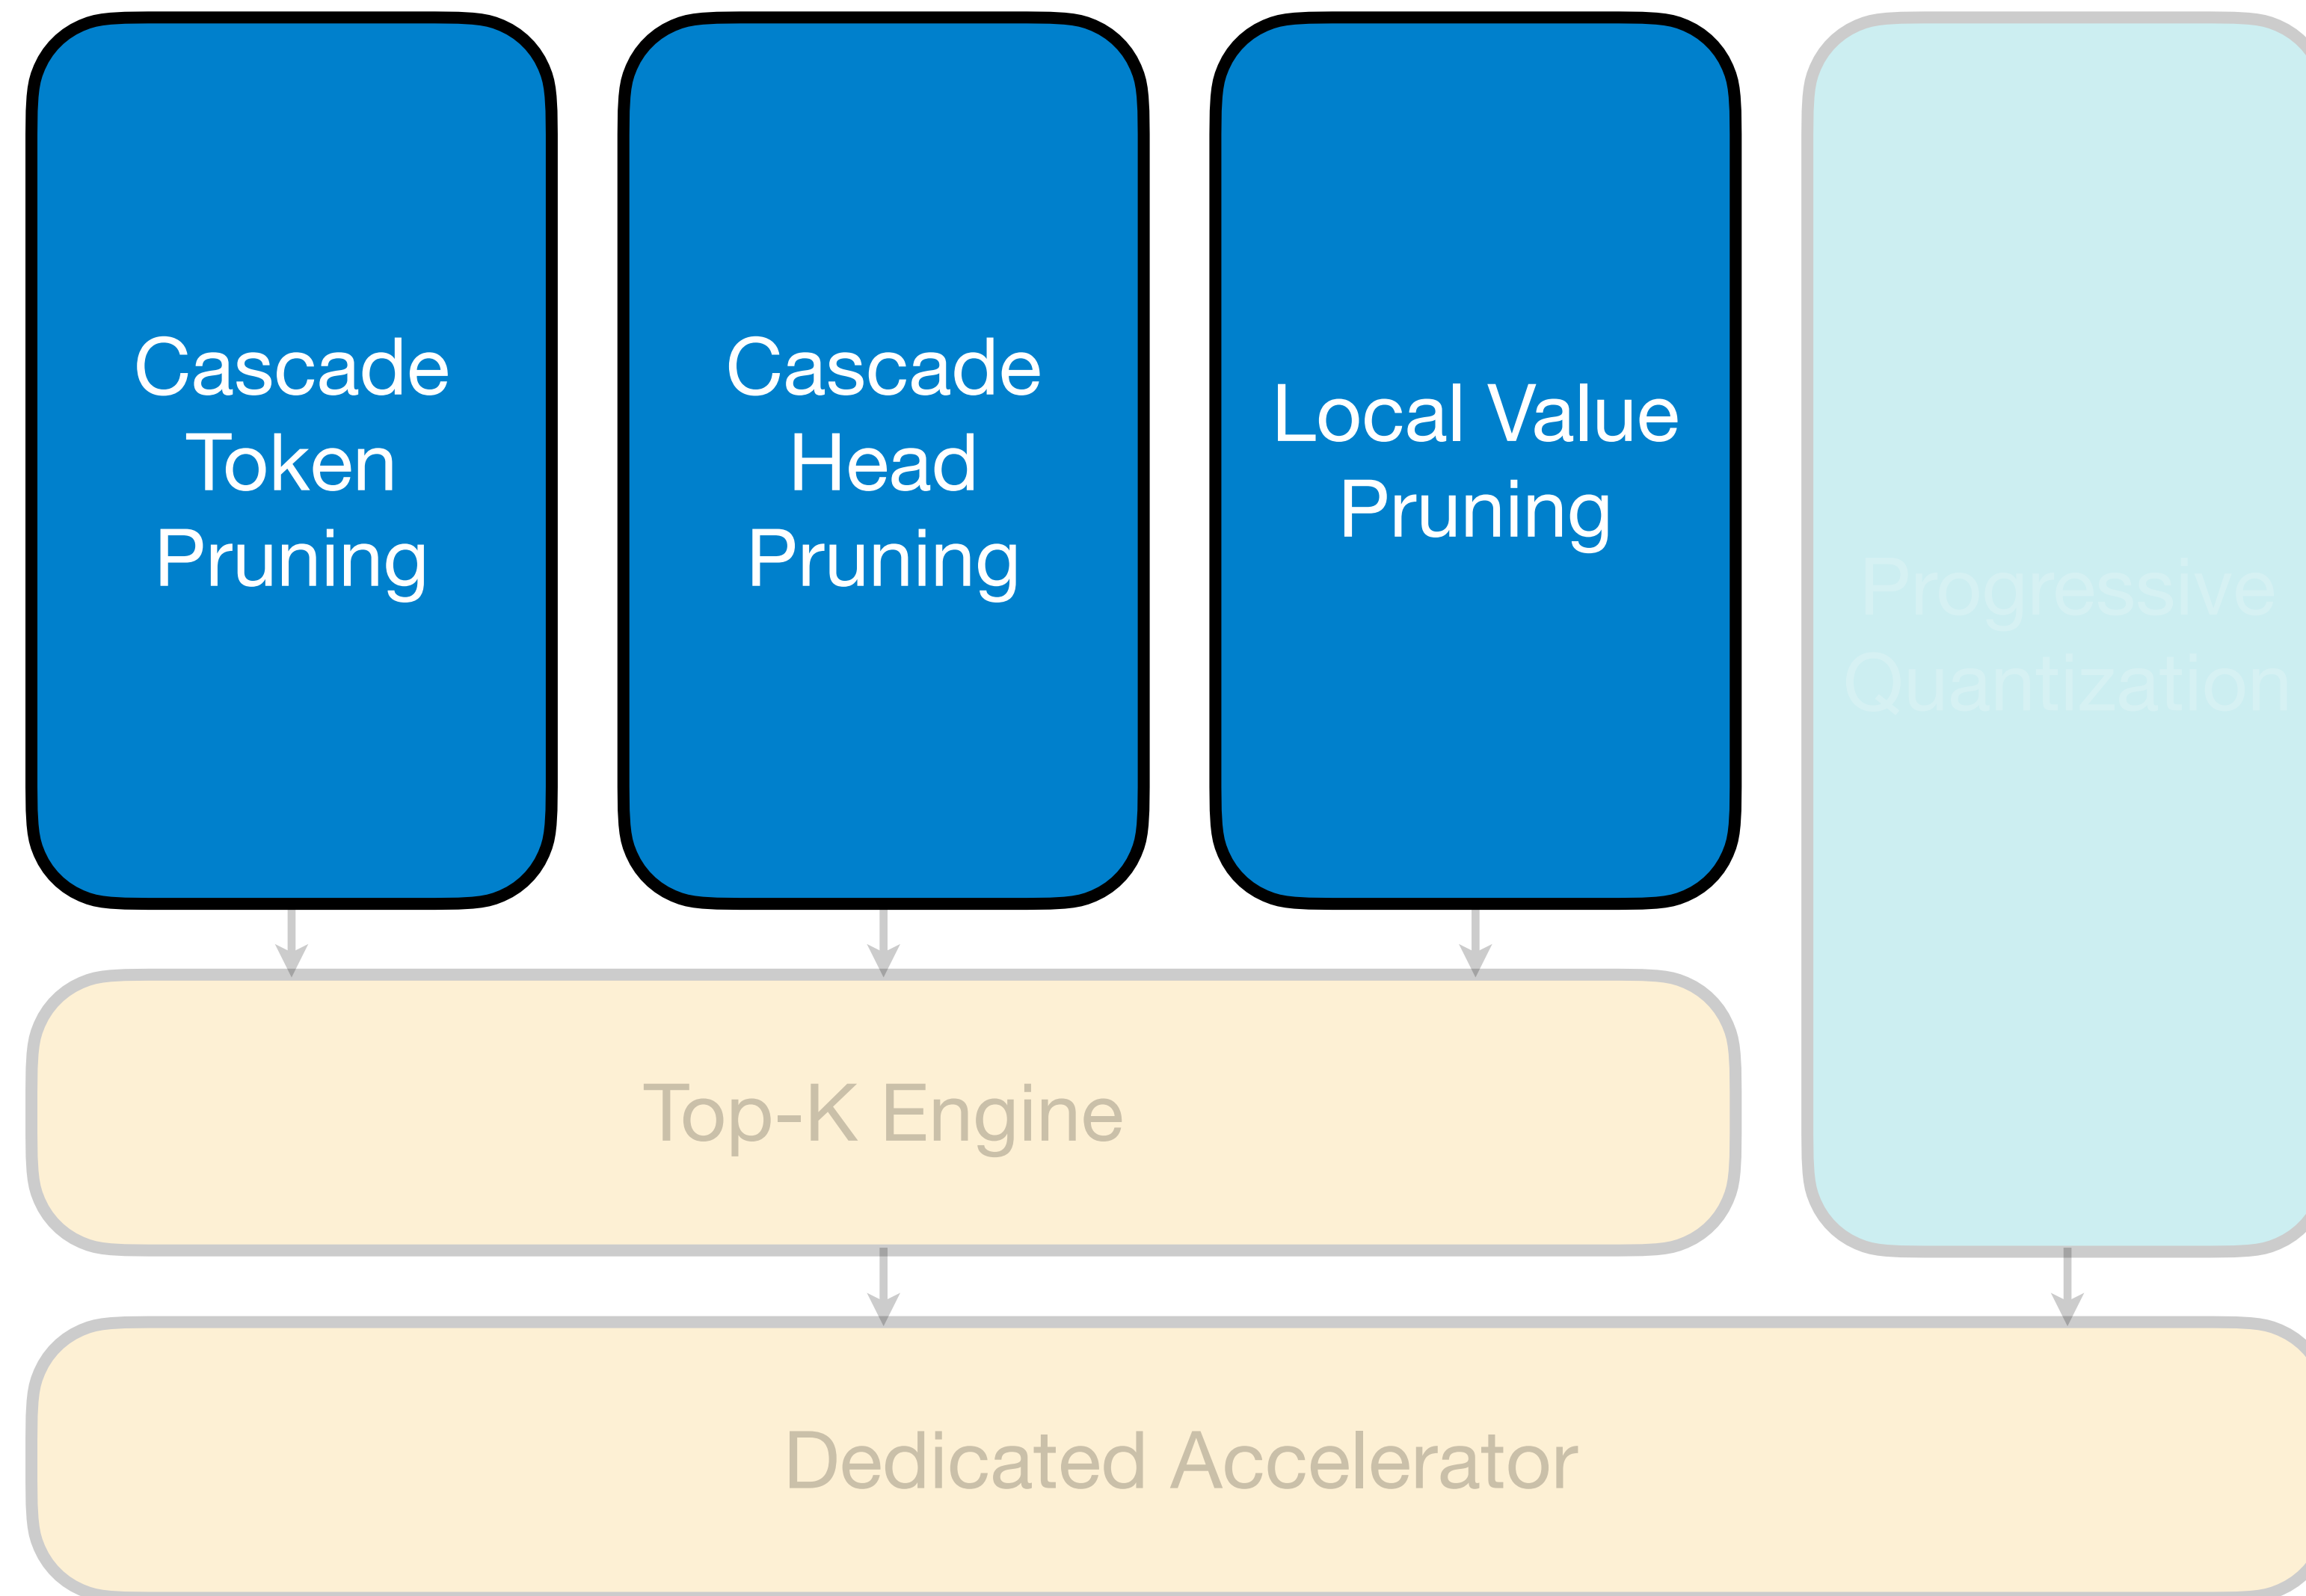 Cascade
Token
Pruning
Cascade
Head
Pruning
Local Value
Pruning
Progressive
Quantization
Top-K Engine
Dedicated Accelerator